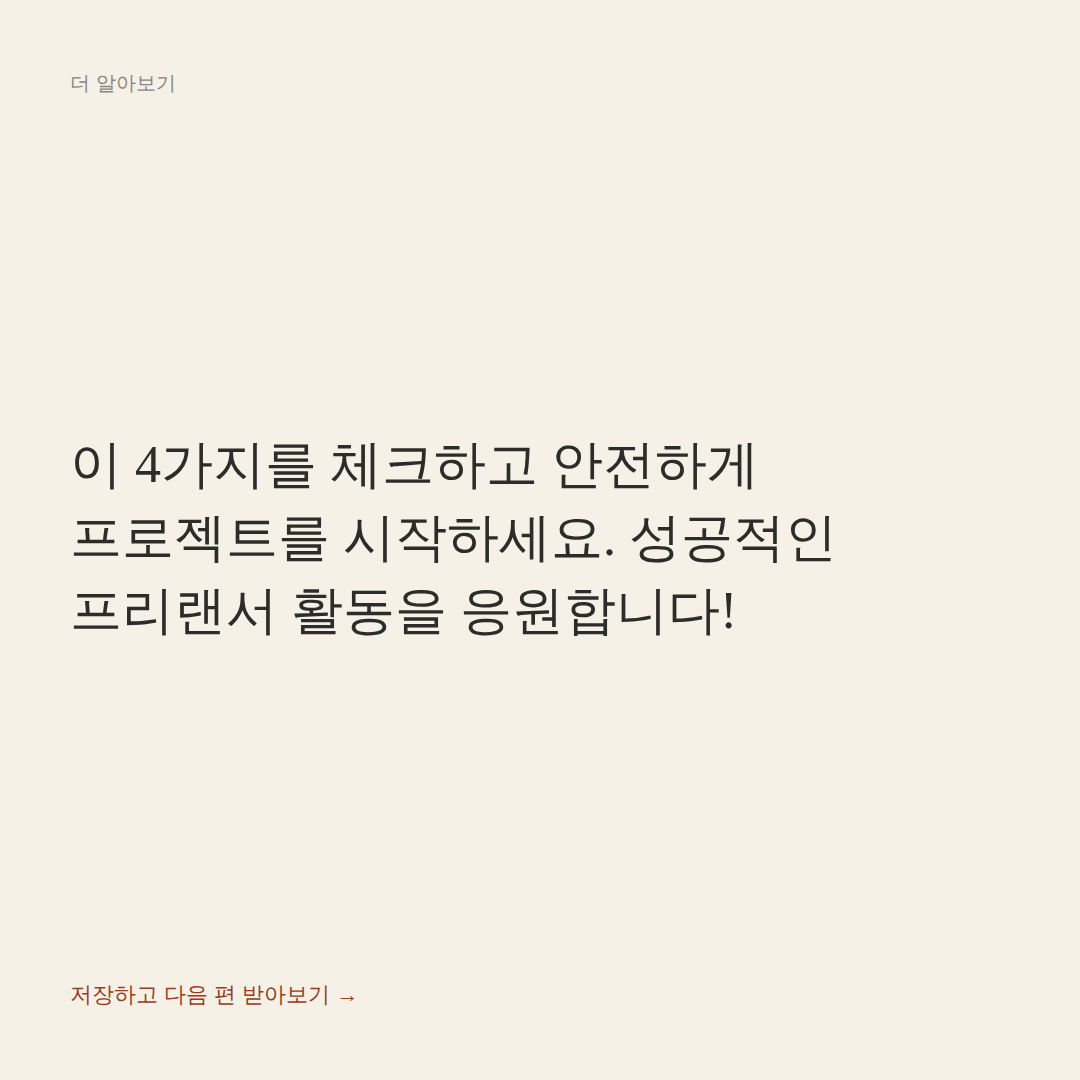 더 알아보기
이 4가지를 체크하고 안전하게
프로젝트를 시작하세요. 성공적인
프리랜서 활동을 응원합니다!
저장하고 다음 편 받아보기 →